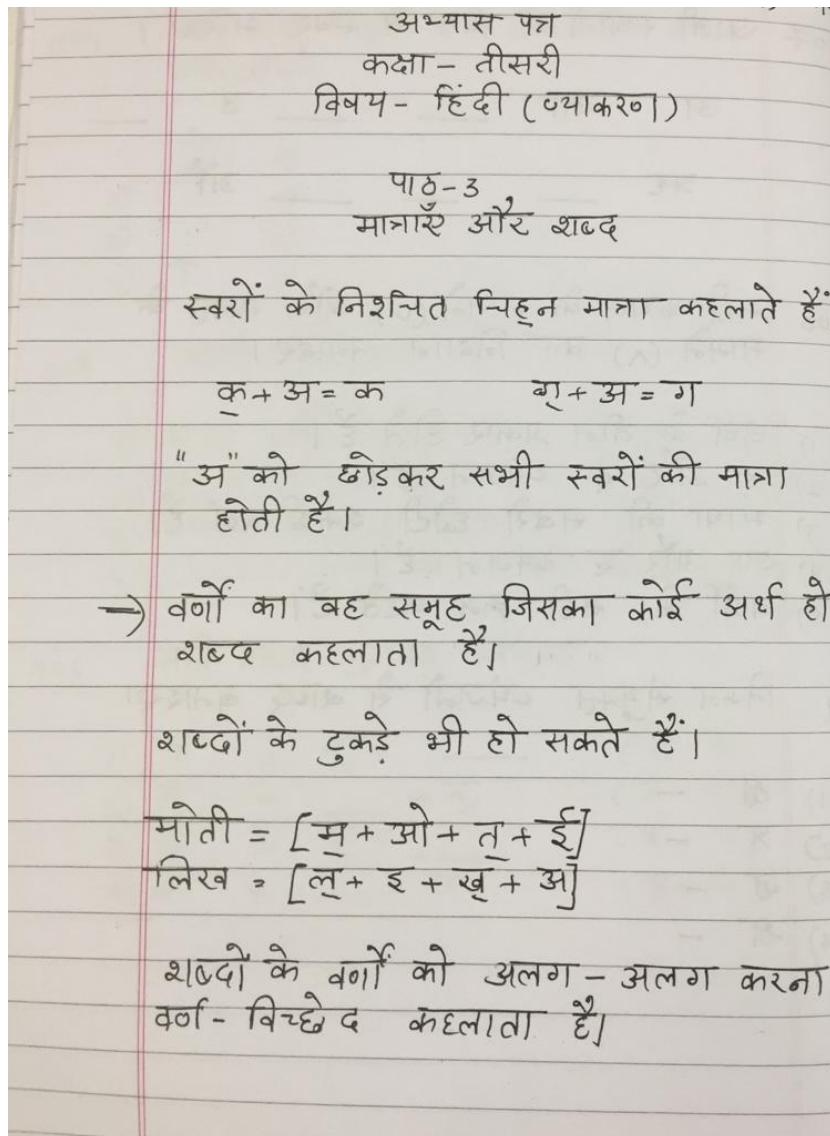 अभ्यास पत्र
कक्षा - तीसरी
विषय - हिंदी (व्याकरण)
पाठ-3
मात्राएँ और शब्द
स्वरों के निश्चित चिह्न मात्रा कहलाते हैं
क् + अ = क ग् + अ = ग
"अ" को छोड़कर सभी स्वरों की मात्रा
होती है।
→ वर्णों का वह समूह जिसका कोई अर्थ हो
शब्द कहलाता है।
शब्दों के टुकड़े भी हो सकते हैं।
मोती = [म् + ओ + त् + ई]
लिख = [ल् + इ + ख् + अ]
शब्दों के वर्णों को अलग - अलग करना
वर्ण - विच्छेद कहलाता है।